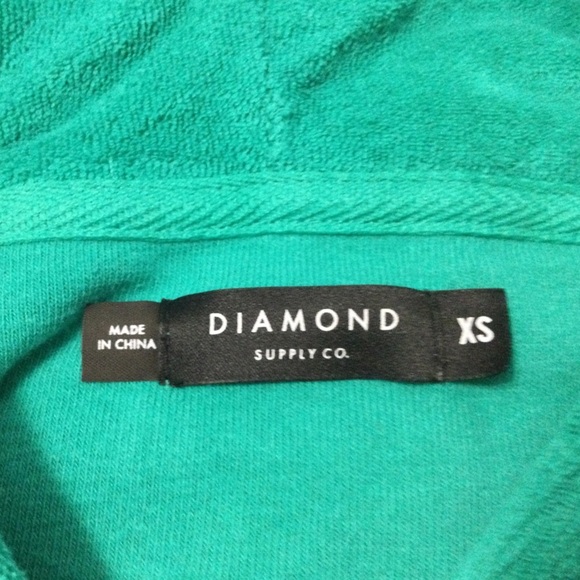 MADE
IN CHINA
DIAMOND
SUPPLY CO.
XS